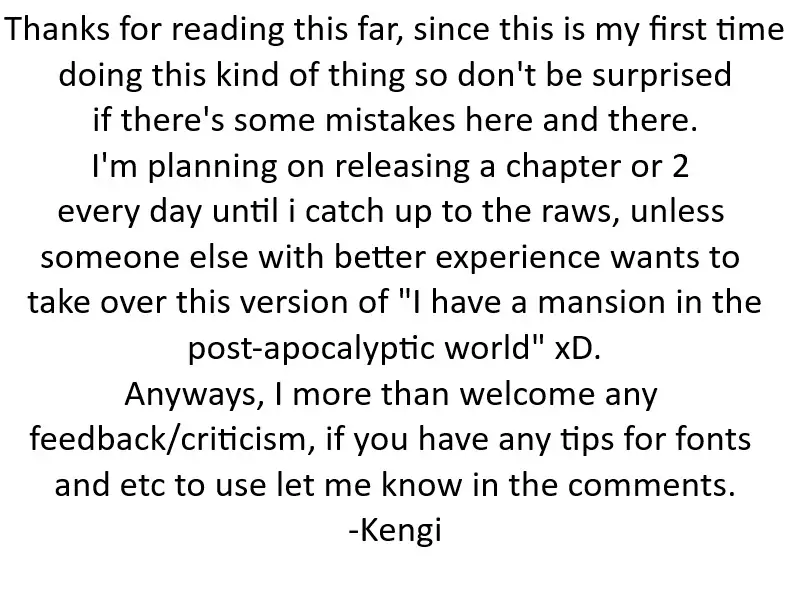 Thanks for reading this far, since this is my first time
doing this kind of thing so don't be surprised
if there's some mistakes here and there.
I'm planning on releasing a chapter or 2
every day until i catch up to the raws, unless
someone else with better experience wants to
take over this version of "I have a mansion in the
post-apocalyptic world" xD.
Anyways, I more than welcome any
feedback/criticism, if you have any tips for fonts
and etc to use let me know in the comments.
-Kengi